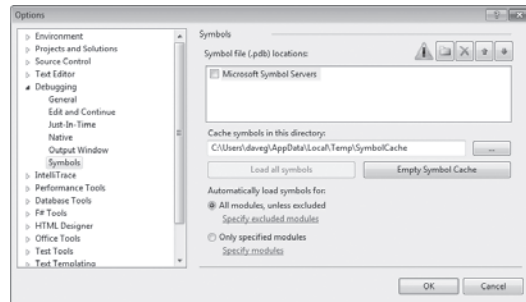 Options
Environment
Projects and Solutions
Source Control
Text Editor
Debugging
General
Edit and Continue
Just-In-Time
Native
Output Window
Symbols
IntelliTrace
Performance Tools
Database Tools
F# Tools
HTML Designer
Office Tools
Test Tools
Text Templating
Symbols
Symbol file (.pdb) locations:
Microsoft Symbol Servers
Cache symbols in this directory:
C:\Users\daveg\AppData\Local\Temp\SymbolCache
...
Load all symbols
Empty Symbol Cache
Automatically load symbols for:
All modules, unless excluded
Specify excluded modules
Only specified modules
Specify modules
OK
Cancel